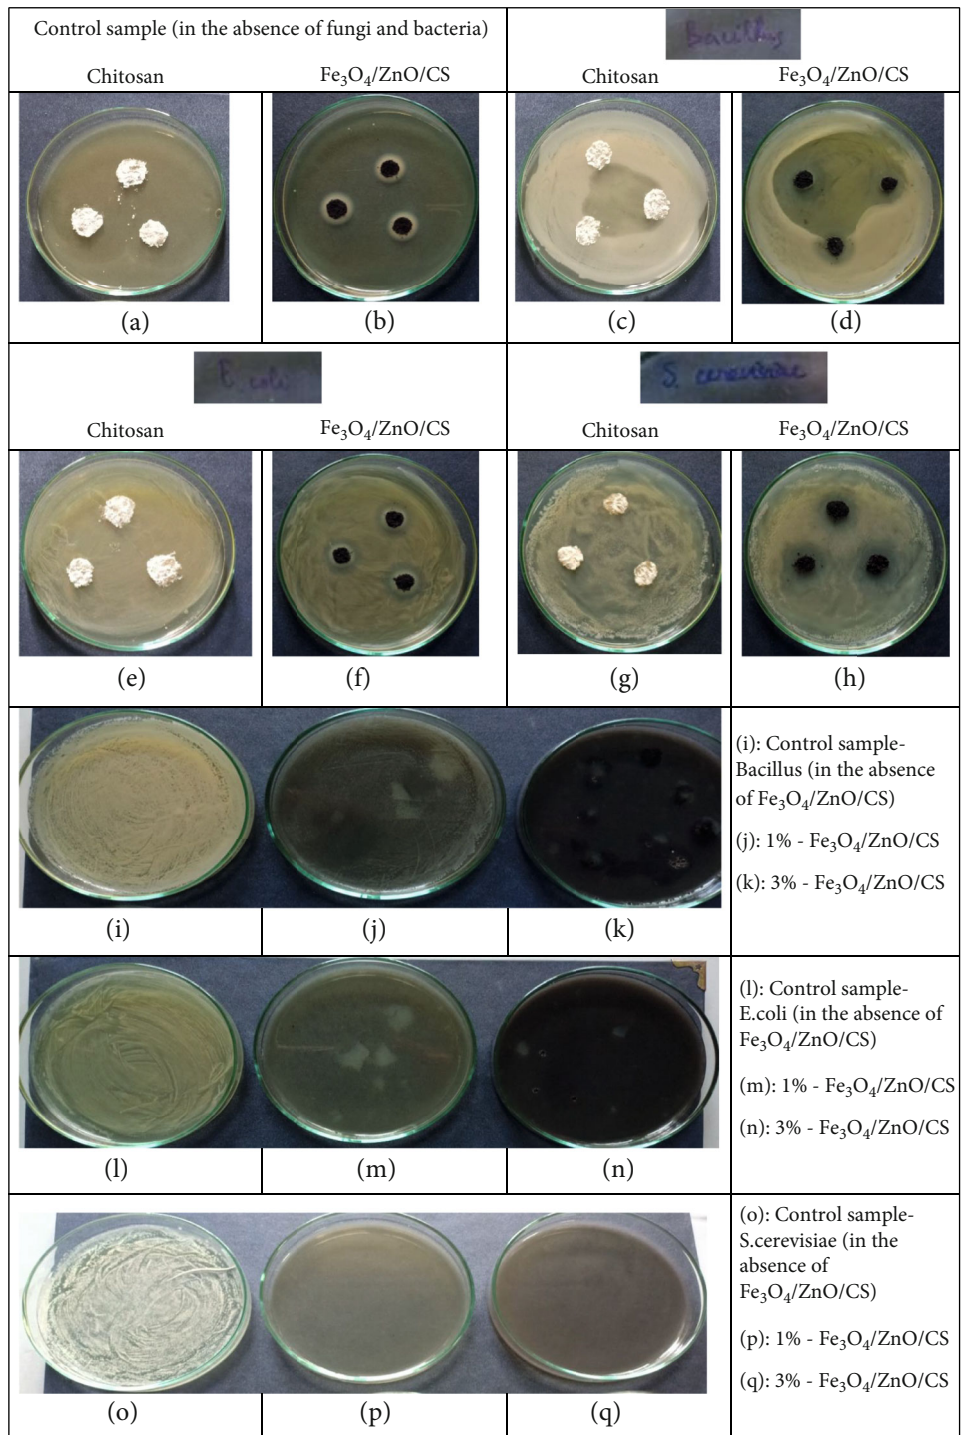 Control sample (in the absence of fungi and bacteria)
Chitosan
Fe₃O₄/ZnO/CS
Bacillus
Chitosan
Fe₃O₄/ZnO/CS
(a)
(b)
(c)
(d)
E. coli
Chitosan
Fe₃O₄/ZnO/CS
S. cerevisiae
Chitosan
Fe₃O₄/ZnO/CS
(e)
(f)
(g)
(h)
(i)
(j)
(k)
(i): Control sample-
Bacillus (in the absence
of Fe₃O₄/ZnO/CS)
(j): 1% - Fe₃O₄/ZnO/CS
(k): 3% - Fe₃O₄/ZnO/CS
(l)
(m)
(n)
(l): Control sample-
E.coli (in the absence of
Fe₃O₄/ZnO/CS)
(m): 1% - Fe₃O₄/ZnO/CS
(n): 3% - Fe₃O₄/ZnO/CS
(o)
(p)
(q)
(o): Control sample-
S.cerevisiae (in the
absence of
Fe₃O₄/ZnO/CS)
(p): 1% - Fe₃O₄/ZnO/CS
(q): 3% - Fe₃O₄/ZnO/CS